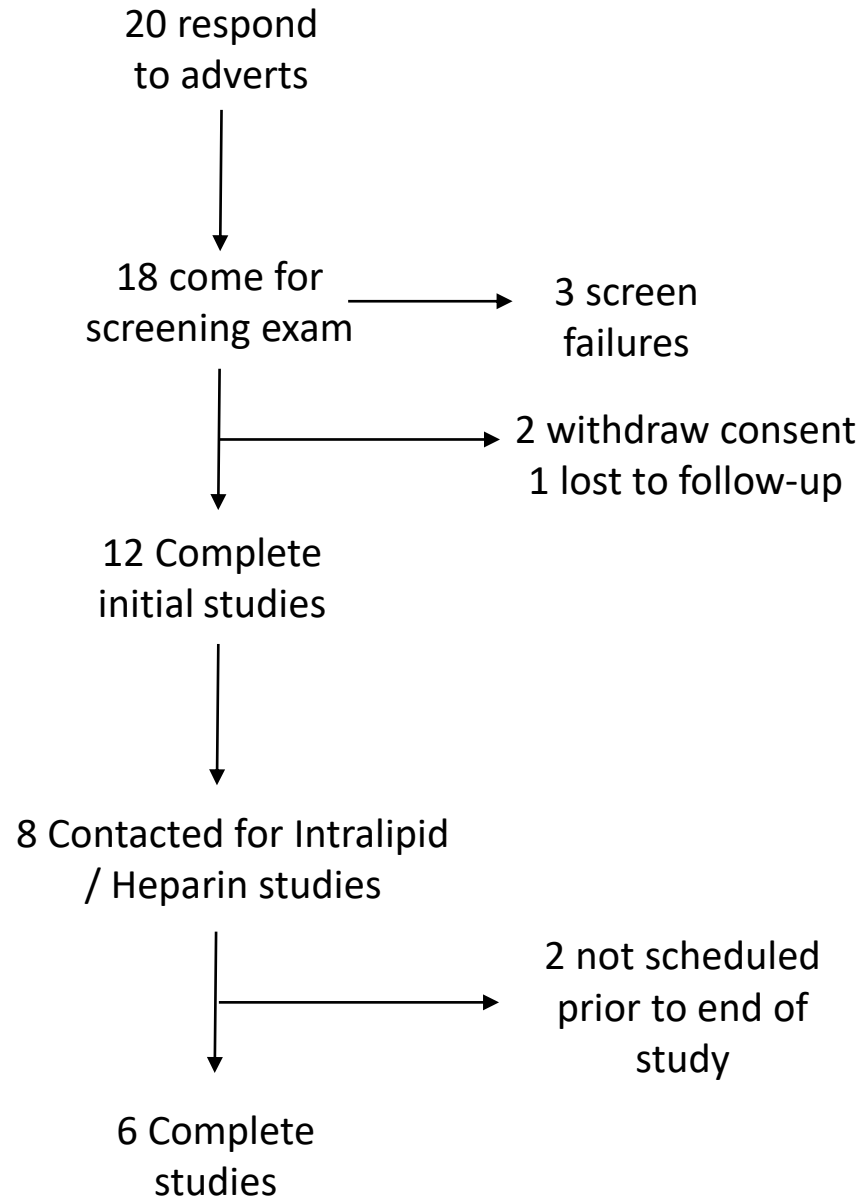 20 respond
to adverts
18 come for
screening exam
3 screen
failures
2 withdraw consent
1 lost to follow-up
12 Complete
initial studies
8 Contacted for Intralipid
/ Heparin studies
2 not scheduled
prior to end of
study
6 Complete
studies